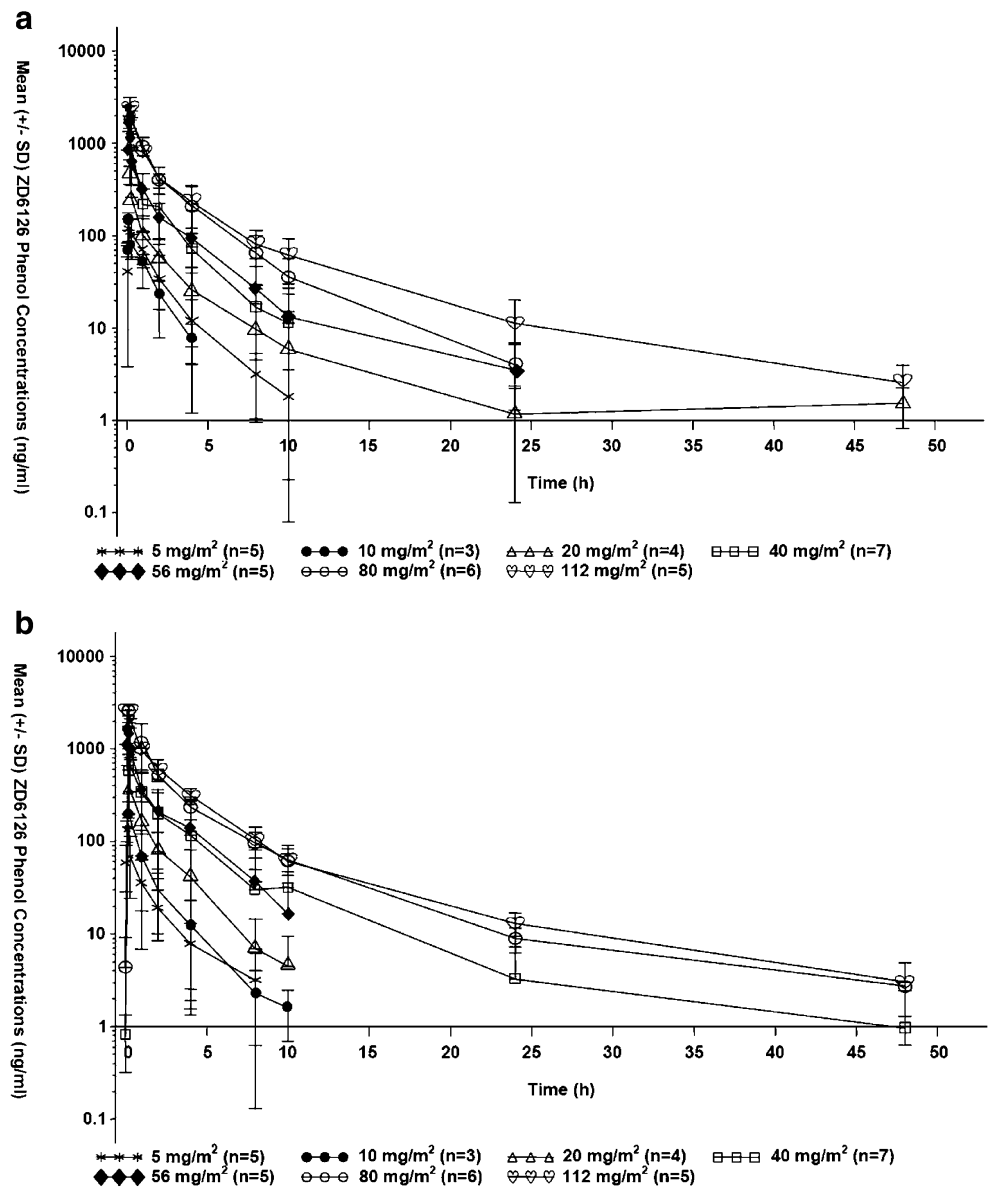 a
Mean (+/- SD) ZD6126 Phenol Concentrations (ng/ml)
10000
1000
100
10
1
0.1
0 5 10 15 20 25 30 35 40 45 50
Time (h)
5 mg/m² (n=5) 10 mg/m² (n=3) 20 mg/m² (n=4) 40 mg/m² (n=7)
56 mg/m² (n=5) 80 mg/m² (n=6) 112 mg/m² (n=5)
b
Mean (+/- SD) ZD6126 Phenol Concentrations (ng/ml)
10000
1000
100
10
1
0.1
0 5 10 15 20 25 30 35 40 45 50
Time (h)
5 mg/m² (n=5) 10 mg/m² (n=3) 20 mg/m² (n=4) 40 mg/m² (n=7)
56 mg/m² (n=5) 80 mg/m² (n=6) 112 mg/m² (n=5)